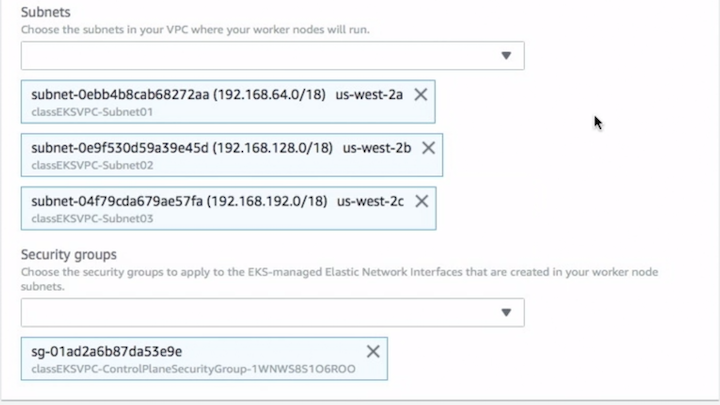 Subnets
Choose the subnets in your VPC where your worker nodes will run.
subnet-0ebb4b8cab68272aa (192.168.64.0/18) us-west-2a
classEKSVPC-Subnet01
subnet-0e9f530d59a39e45d (192.168.128.0/18) us-west-2b
classEKSVPC-Subnet02
subnet-04f79cda679ae57fa (192.168.192.0/18) us-west-2c
classEKSVPC-Subnet03
Security groups
Choose the security groups to apply to the EKS-managed Elastic Network Interfaces that are created in your worker node
subnets.
sg-01ad2a6b87da53e9e
classEKSVPC-ControlPlaneSecurityGroup-1WNWS8S1O6ROO